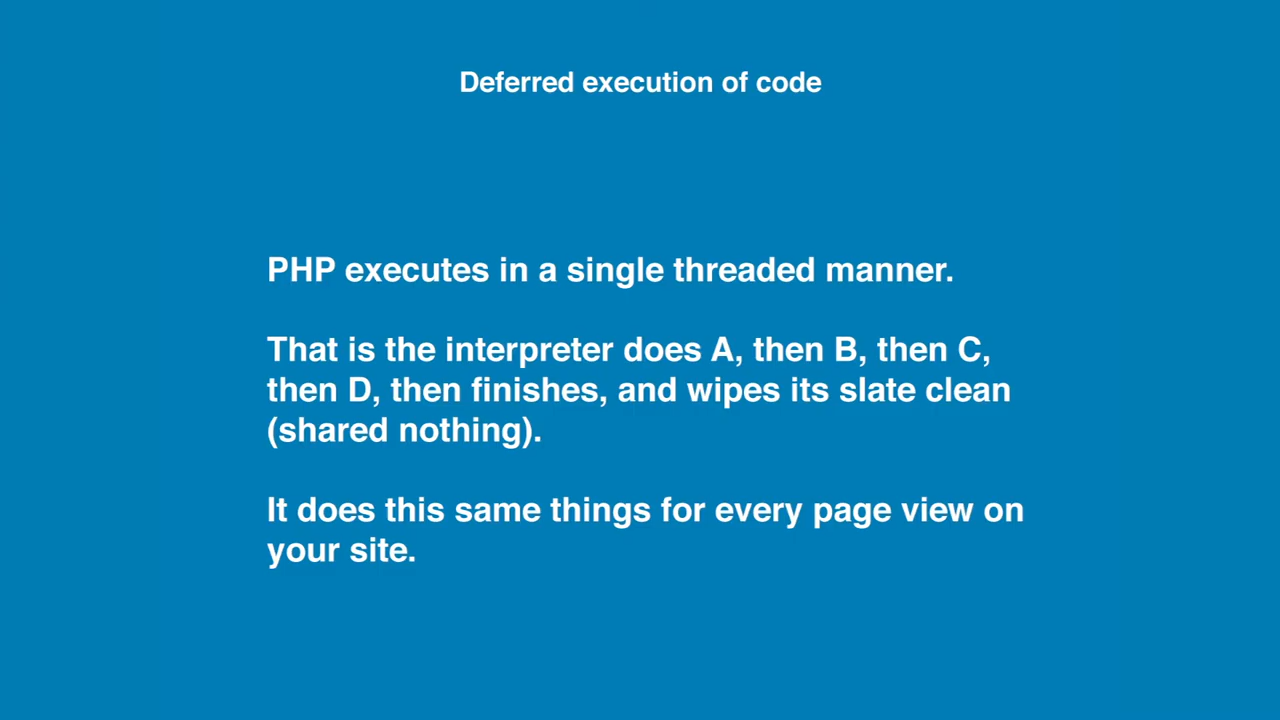 Deferred execution of code
PHP executes in a single threaded manner.
That is the interpreter does A, then B, then C,
then D, then finishes, and wipes its slate clean
(shared nothing).
It does this same things for every page view on
your site.